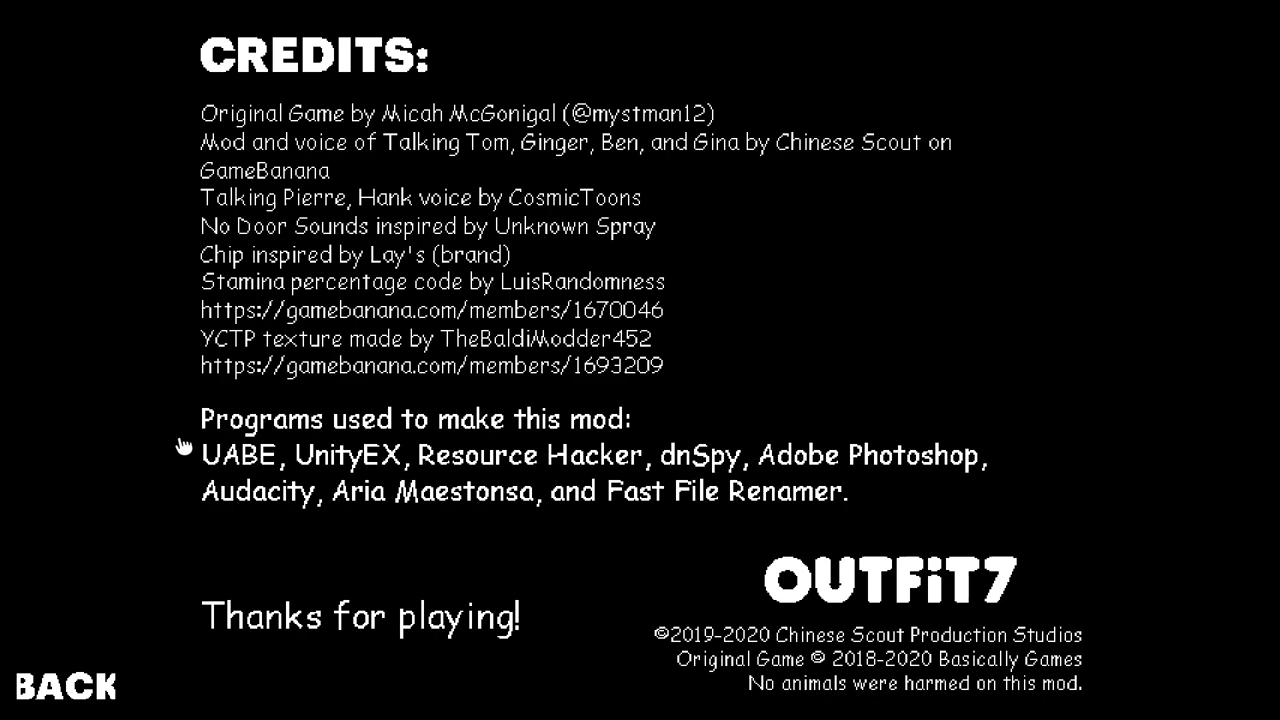 CREDITS:
Original Game by Micah McGonigal (@mystman12)
Mod and voice of Talking Tom, Ginger, Ben, and Gina by Chinese Scout on
GameBanana
Talking Pierre, Hank voice by CosmicToons
No Door Sounds inspired by Unknown Spray
Chip inspired by Lay's (brand)
Stamina percentage code by LuisRandomness
https://gamebanana.com/members/1670046
YCTP texture made by TheBaldiModder452
https://gamebanana.com/members/1693209
Programs used to make this mod:
UABE, UnityEX, Resource Hacker, dnSpy, Adobe Photoshop,
Audacity, Aria Maestonsa, and Fast File Renamer.
Thanks for playing!
OUTFiT7
©2019-2020 Chinese Scout Production Studios
Original Game © 2018-2020 Basically Games
No animals were harmed on this mod.
BACK